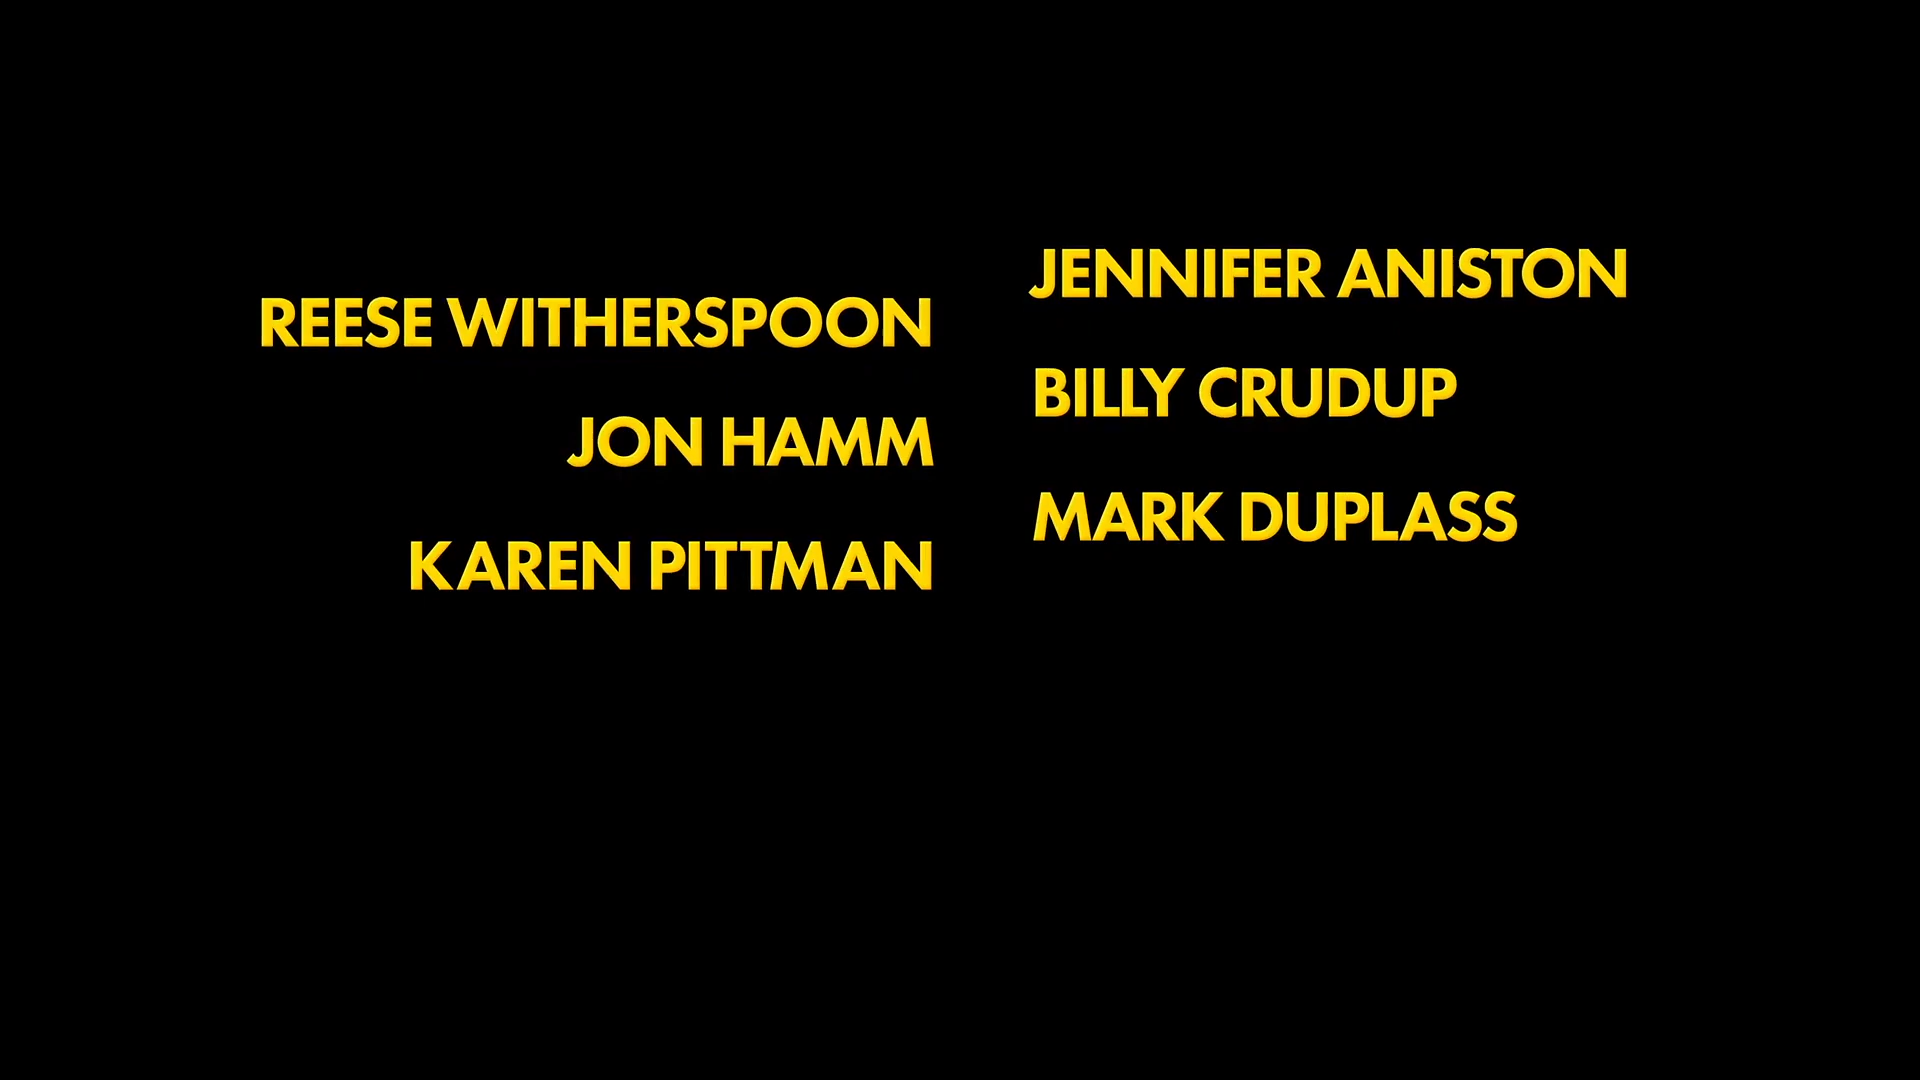 REESE WITHERSPOON
JENNIFER ANISTON
JON HAMM
BILLY CRUDUP
KAREN PITTMAN
MARK DUPLASS